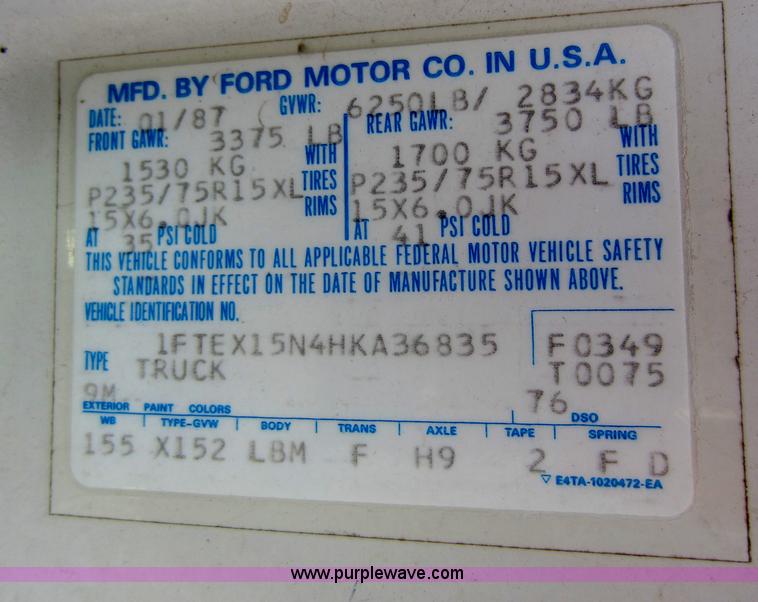 MFD. BY FORD MOTOR CO. IN U.S.A.
DATE: 01/87 GVWR: 6250LB/ 2834KG
FRONT GAWR: 3375 LB REAR GAWR: 3750 LB
1530 KG WITH 1700 KG WITH
P235/75R15XL TIRES P235/75R15XL TIRES
15X6.0JK RIMS 15X6.0JK RIMS
AT 35 PSI COLD AT 41 PSI COLD
THIS VEHICLE CONFORMS TO ALL APPLICABLE FEDERAL MOTOR VEHICLE SAFETY
STANDARDS IN EFFECT ON THE DATE OF MANUFACTURE SHOWN ABOVE.
VEHICLE IDENTIFICATION NO.
1FTEX15N4HKA36835 F0349
TYPE TRUCK T0075
9M 76
EXTERIOR PAINT COLORS DSO
WB TYPE-GVW BODY TRANS AXLE TAPE SPRING
155 X152 LBM F H9 2 F D
E4TA-1020472-EA
www.purplewave.com